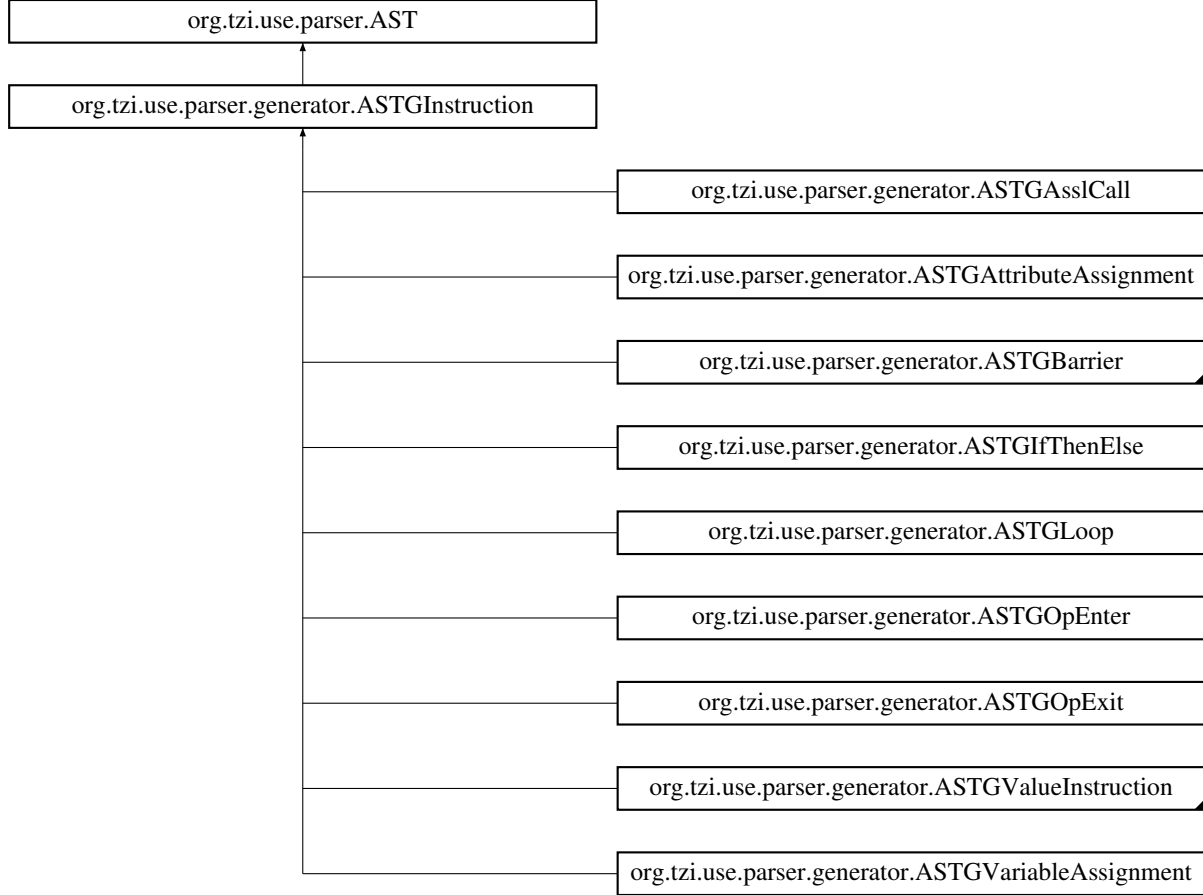 org.tzi.use.parser.AST
org.tzi.use.parser.generator.ASTGInstruction
org.tzi.use.parser.generator.ASTGAsslCall
org.tzi.use.parser.generator.ASTGAttributeAssignment
org.tzi.use.parser.generator.ASTGBarrier
org.tzi.use.parser.generator.ASTGIfThenElse
org.tzi.use.parser.generator.ASTGLoop
org.tzi.use.parser.generator.ASTGOpEnter
org.tzi.use.parser.generator.ASTGOpExit
org.tzi.use.parser.generator.ASTGValueInstruction
org.tzi.use.parser.generator.ASTGVariableAssignment